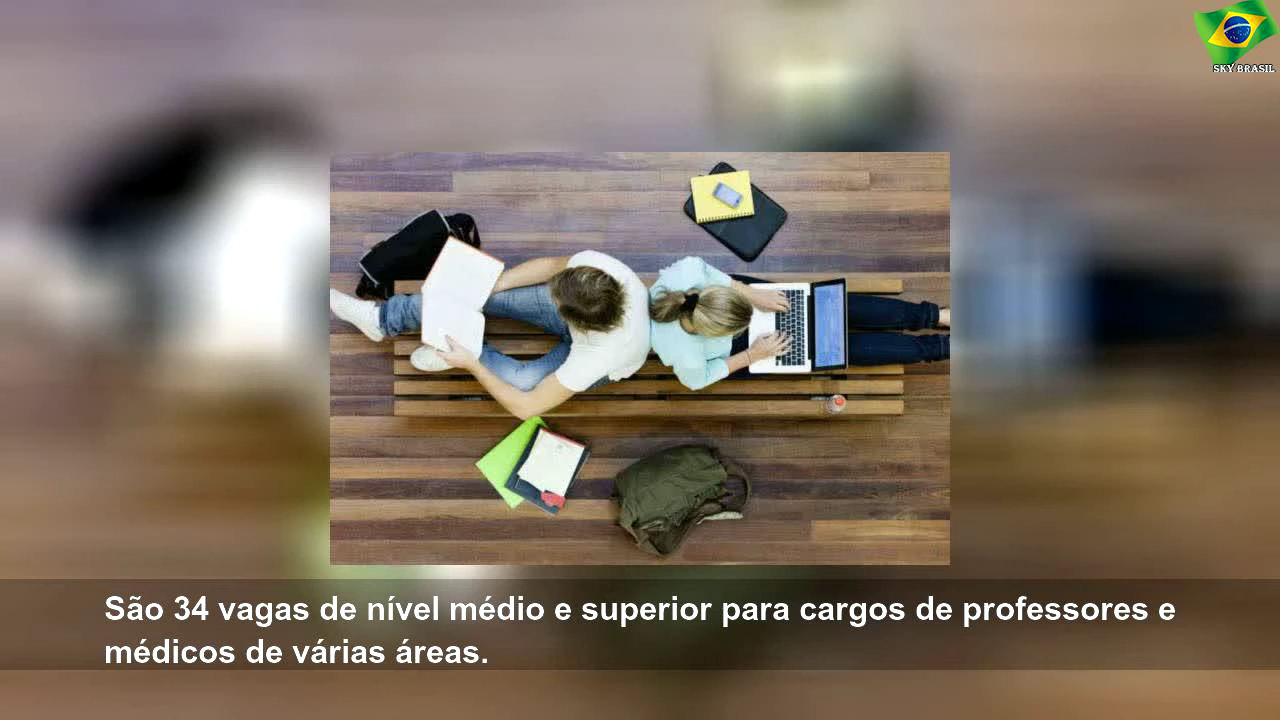 SKY BRASIL
São 34 vagas de nível médio e superior para cargos de professores e
médicos de várias áreas.